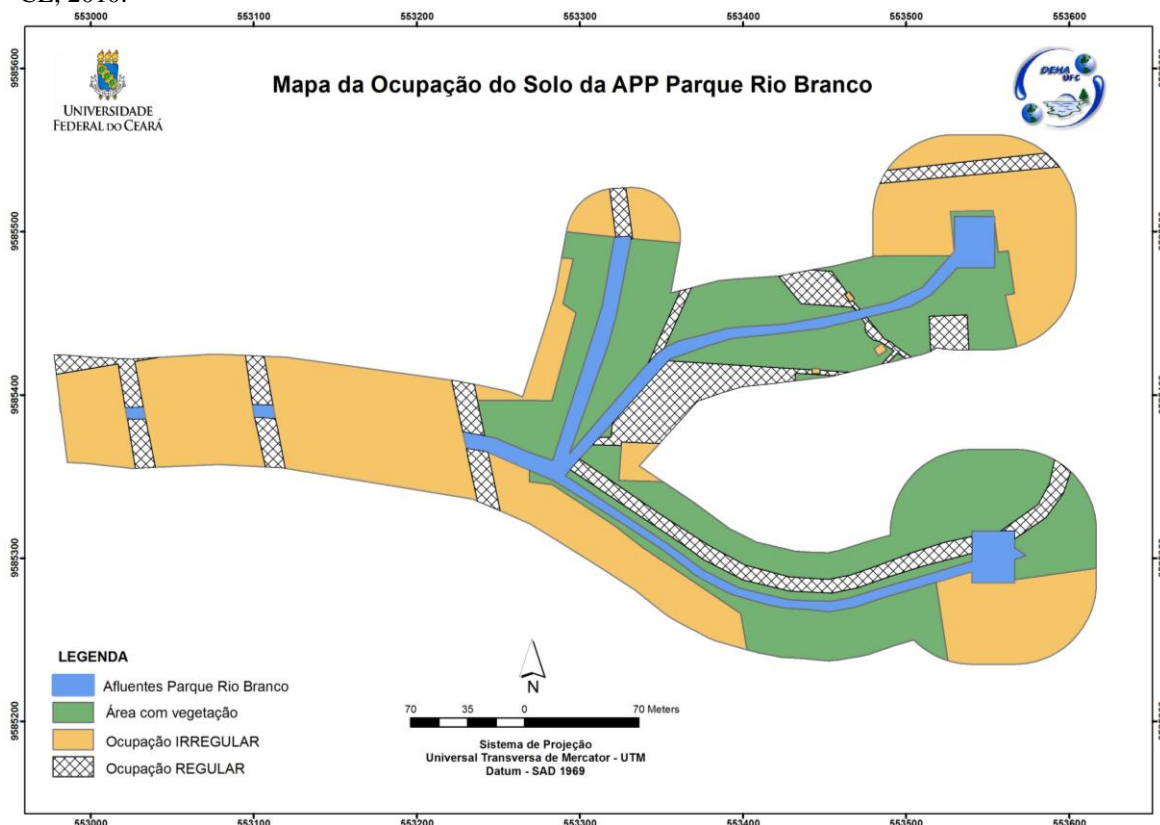 CE, 2010.
553000 553100 553200 553300 553400 553500 553600
9585600
UNIVERSIDADE
FEDERAL DO CEARÁ
Mapa da Ocupação do Solo da APP Parque Rio Branco
DEHA
UFC
9585500
9585400
9585300
9585200
LEGENDA
Afluentes Parque Rio Branco
Área com vegetação
Ocupação IRREGULAR
Ocupação REGULAR
N
70 35 0 70 Meters
Sistema de Projeção
Universal Transversa de Mercator - UTM
Datum - SAD 1969
553000 553100 553200 553300 553400 553500 553600